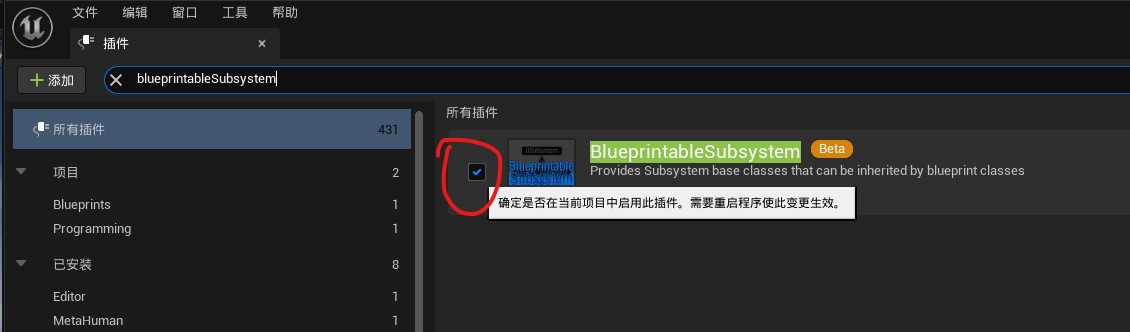 文件 编辑 窗口 工具 帮助
插件
添加
blueprintableSubsystem
所有插件 431
项目 2
Blueprints 1
Programming 1
已安装 8
Editor 1
MetaHuman 1
所有插件
USubsystem
Blueprintable
Subsystem
BlueprintableSubsystem Beta
Provides Subsystem base classes that can be inherited by blueprint classes
确定是否在当前项目中启用此插件。需要重启程序使此变更生效。